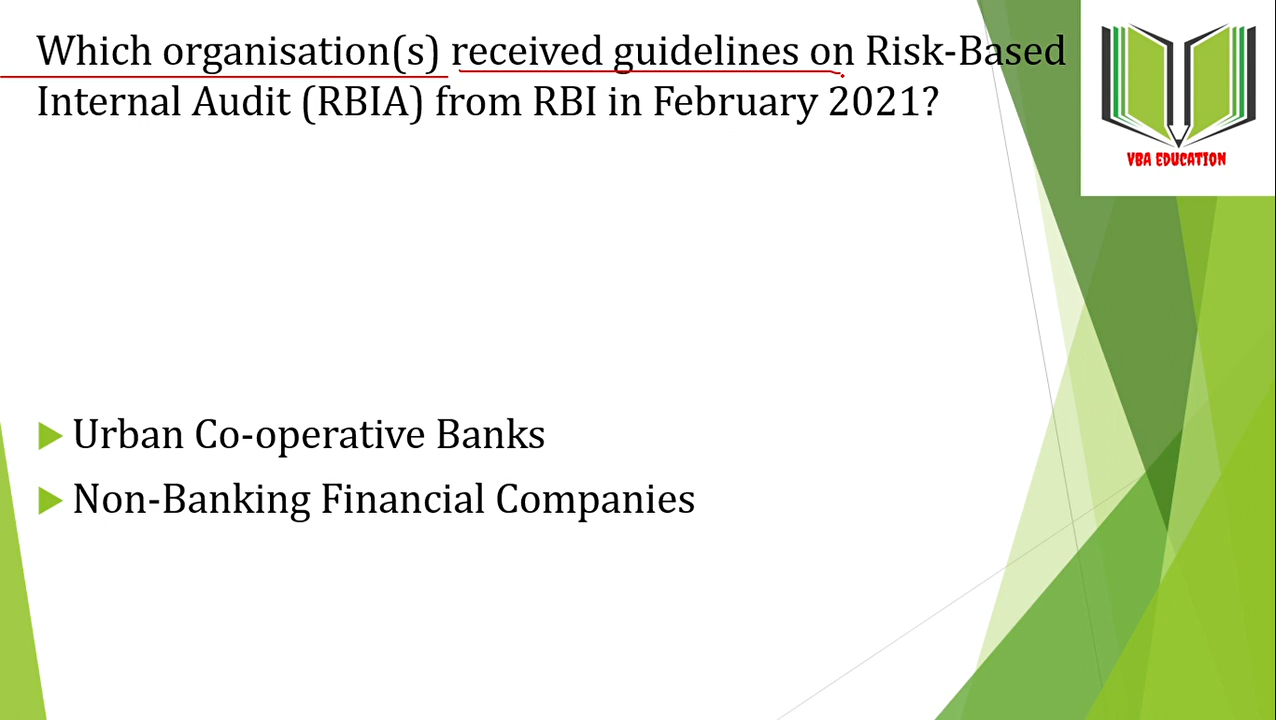 Which organisation(s) received guidelines on Risk-Based
Internal Audit (RBIA) from RBI in February 2021?
VBA EDUCATION
Urban Co-operative Banks
Non-Banking Financial Companies